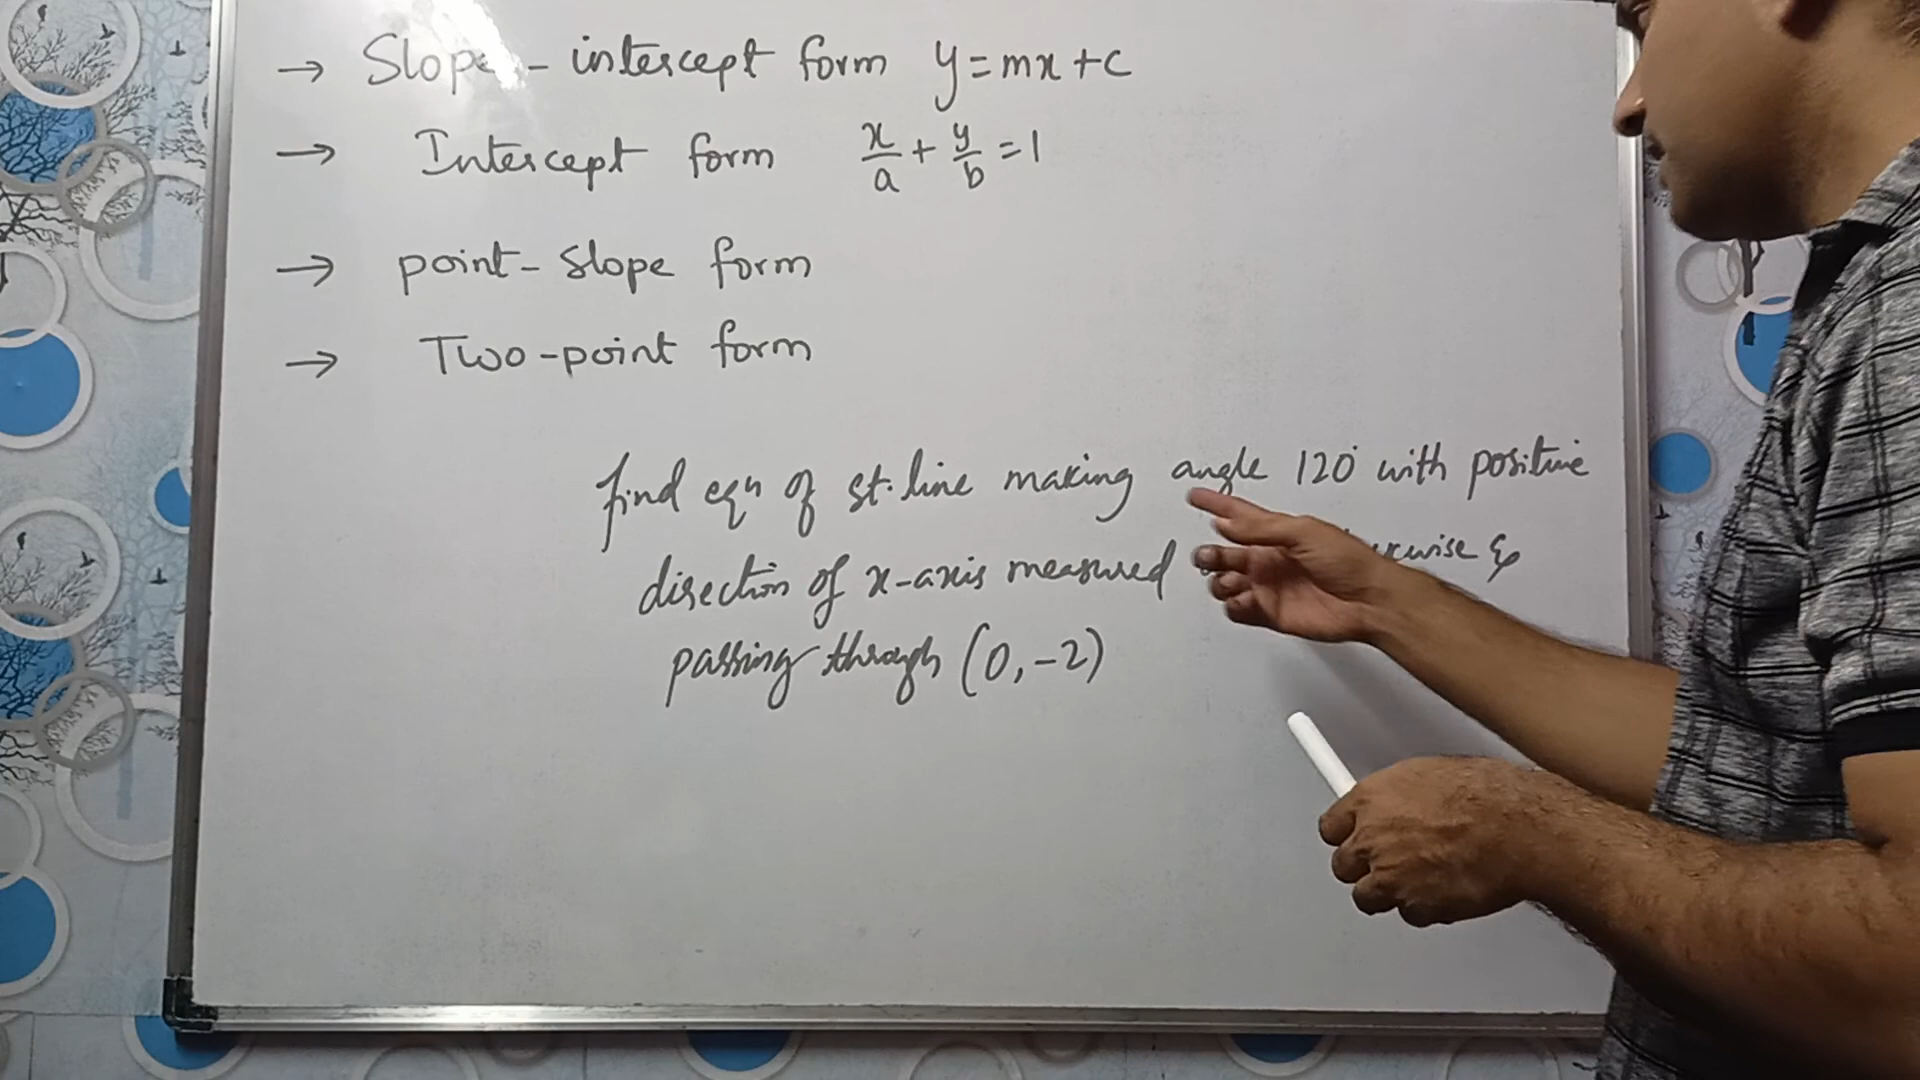 → Slope - intercept form y = mx + c
→ Intercept form x/a + y/b = 1
→ point - slope form
→ Two - point form
find eqn of st. line making angle 120° with positive
direction of x-axis measured &
passing through (0, -2)